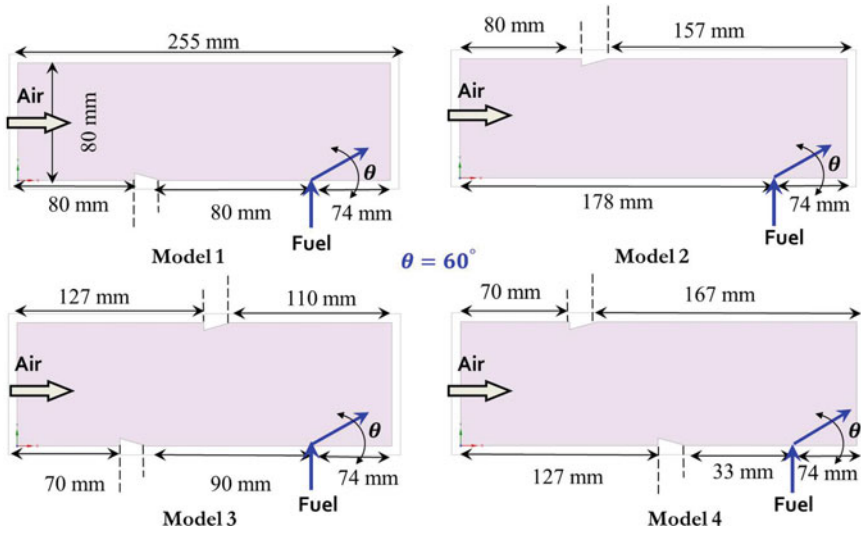 255 mm
Air
80 mm
θ
80 mm
80 mm
74 mm
Fuel
Model 1
80 mm
157 mm
Air
θ
178 mm
74 mm
Fuel
Model 2
θ = 60°
127 mm
110 mm
Air
θ
70 mm
90 mm
74 mm
Fuel
Model 3
70 mm
167 mm
Air
θ
127 mm
33 mm
74 mm
Fuel
Model 4